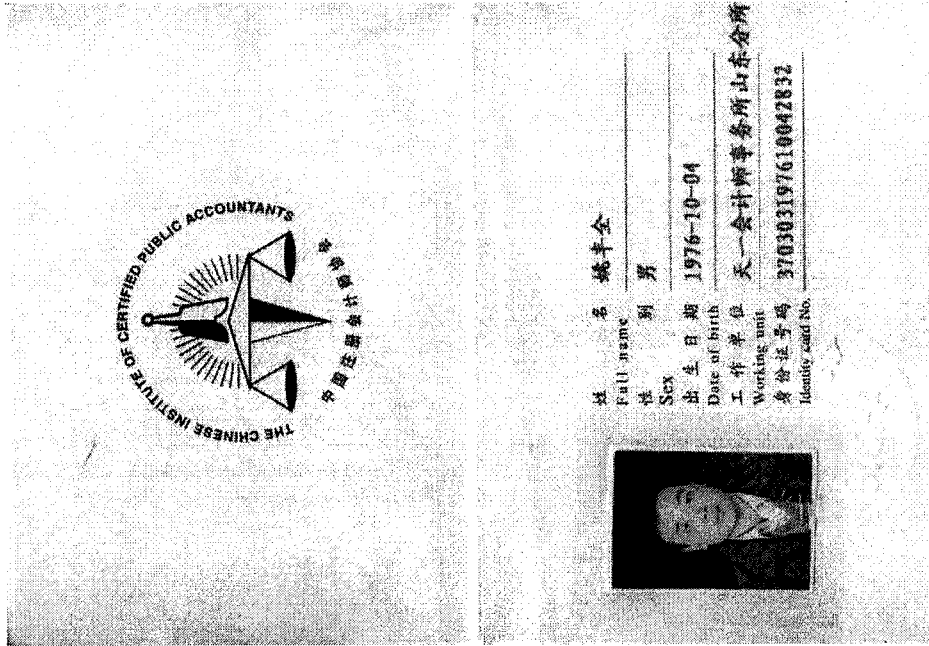 THE CHINESE INSTITUTE OF CERTIFIED PUBLIC ACCOUNTANTS
中国注册会计师协会
姓 名 姚丰全
Full name
性 别 男
Sex
出 生 日 期 1976-10-04
Date of birth
工 作 单 位 天一会计师事务所山东分所
Working unit
身份证号码 370303197610042832
Identity card No.